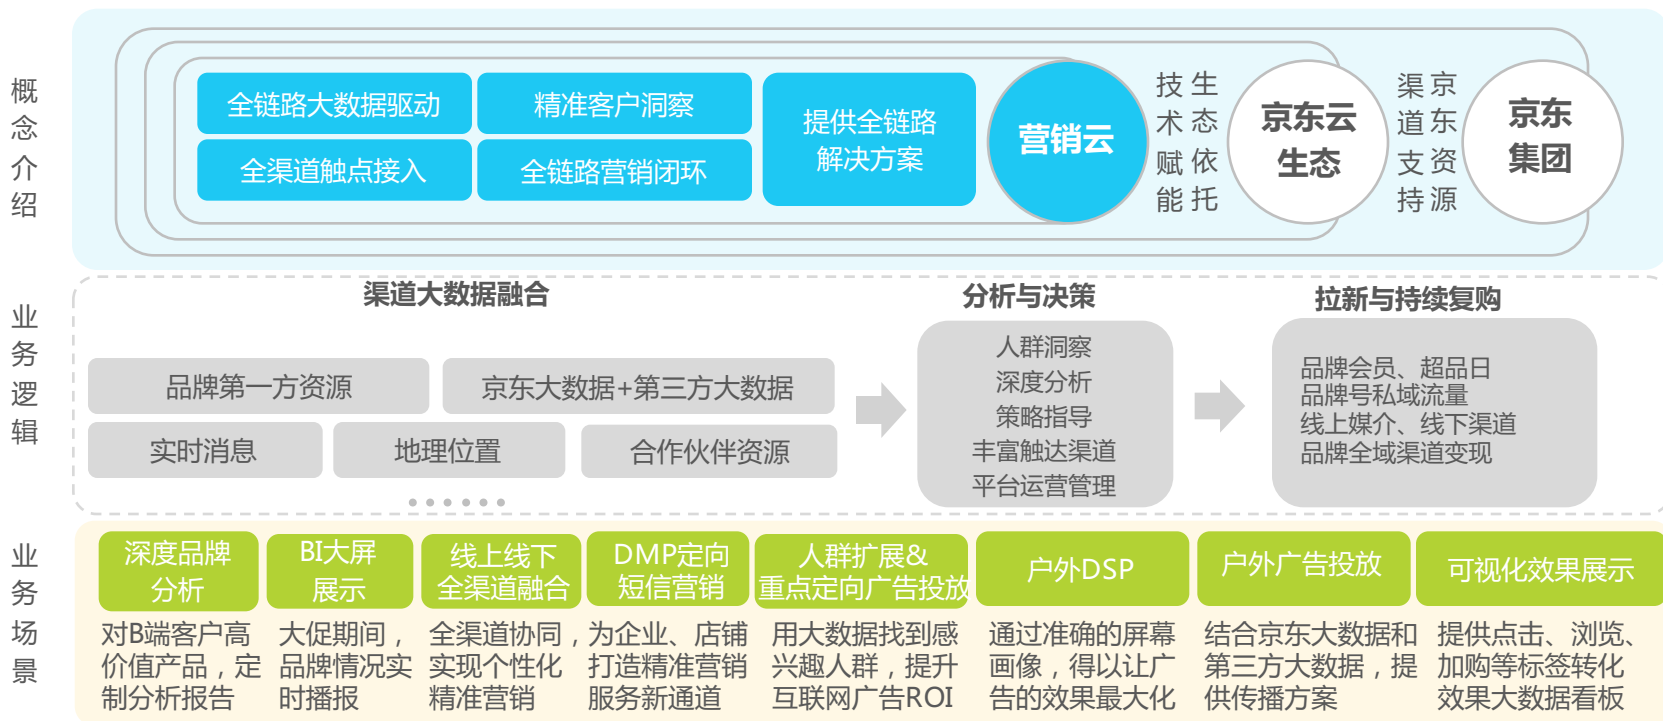 概念介绍
全链路大数据驱动
精准客户洞察
全渠道触点接入
全链路营销闭环
提供全链路
解决方案
营销云
技术赋能
生态依托
京东云
生态
渠道支持
京东资源
京东
集团
业务逻辑
渠道大数据融合
品牌第一方资源
京东大数据+第三方大数据
实时消息
地理位置
合作伙伴资源
······
分析与决策
人群洞察
深度分析
策略指导
丰富触达渠道
平台运营管理
拉新与持续复购
品牌会员、超品日
品牌号私域流量
线上媒介、线下渠道
品牌全域渠道变现
业务场景
深度品牌
分析
对B端客户高
价值产品，定
制分析报告
BI大屏
展示
大促期间，
品牌情况实
时播报
线上线下
全渠道融合
全渠道协同，
实现个性化
精准营销
DMP定向
短信营销
为企业、店铺
打造精准营销
服务新通道
人群扩展&
重点定向广告投放
用大数据找到感
兴趣人群，提升
互联网广告ROI
户外DSP
通过准确的屏幕
画像，得以让广
告的效果最大化
户外广告投放
结合京东大数据和
第三方大数据，提
供传播方案
可视化效果展示
提供点击、浏览、
加购等标签转化
效果大数据看板